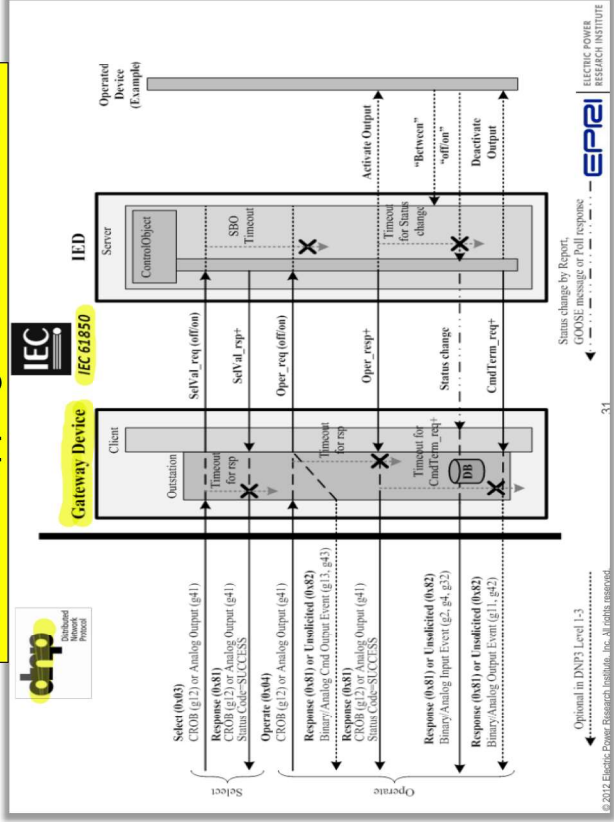 dnp
Distributed
Network
Protocol
IEC
IEC 61850
Gateway Device
IED
Operated
Device
(Example)
Client
Outstation
Server
ControlObject
Select
Select (0x03)
CROB (g12) or Analog Output (g41)
Response (0x81)
CROB (g12) or Analog Output (g41)
Status Code=SUCCESS
Operate
Operate (0x04)
CROB (g12) or Analog Output (g41)
Response (0x81) or Unsolicited (0x82)
Binary/Analog Cmd Output Event (g13, g43)
Response (0x81)
CROB (g12) or Analog Output (g41)
Status Code=SUCCESS
Response (0x81) or Unsolicited (0x82)
Binary/Analog Input Event (g2, g4, g32)
Response (0x81) or Unsolicited (0x82)
Binary/Analog Output Event (g11, g42)
Timeout
for rsp
Timeout
for rsp
Timeout for
CmdTerm_req+
DB
SelVal_req (off/on)
SelVal_rsp+
Oper_req (off/on)
Oper_resp+
Status change
CmdTerm_req+
SBO
Timeout
Timeout
for Status
change
Activate Output
"Between"
"off/on"
Deactivate
Output
Optional in DNP3 Level 1-3
Status change by Report,
GOOSE message or Poll response
© 2012 Electric Power Research Institute, Inc. All rights reserved.
31
EPRI
ELECTRIC POWER
RESEARCH INSTITUTE